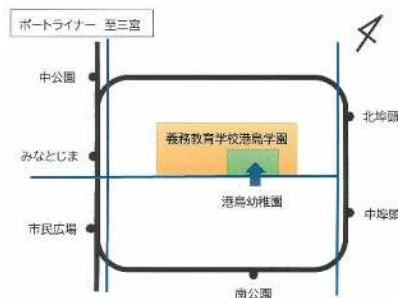 ポートライナー 至三宮
中公園
北埠頭
義務教育学校港島学園
みなとじま
港島幼稚園
中埠頭
市民広場
南公園